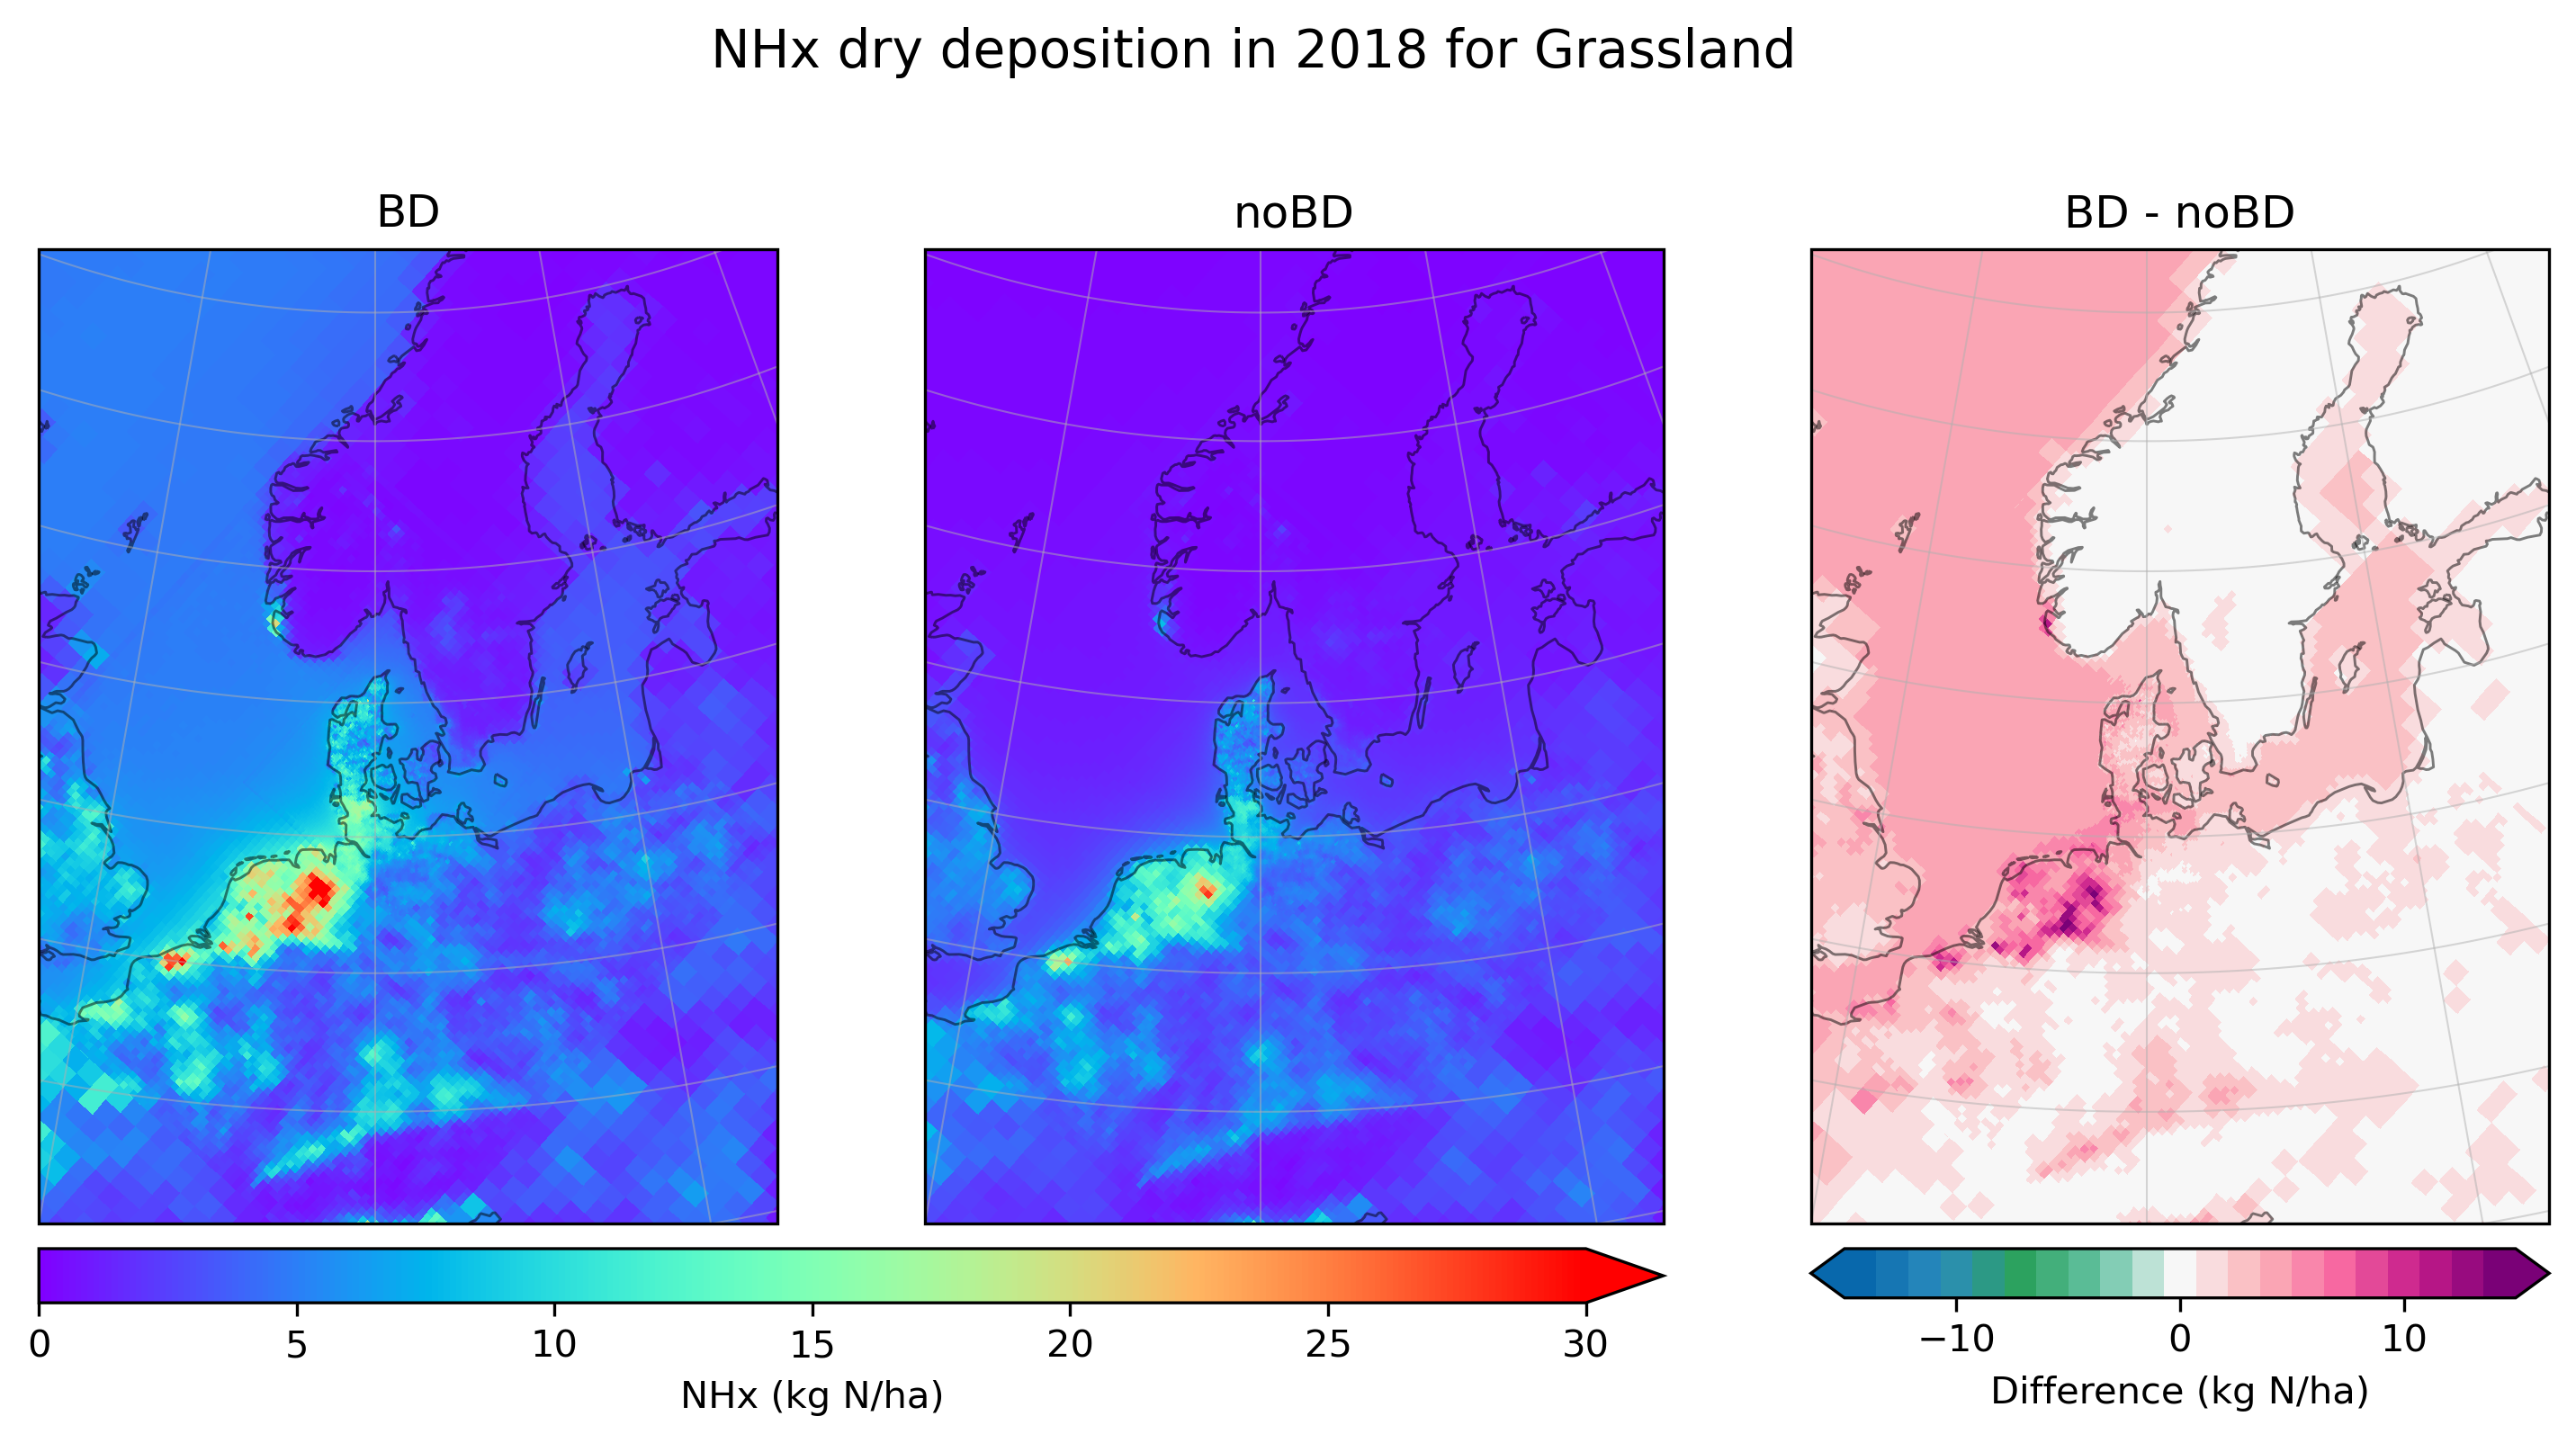 NHx dry deposition in 2018 for Grassland
BD
noBD
BD - noBD
0 5 10 15 20 25 30
NHx (kg N/ha)
−10 0 10
Difference (kg N/ha)